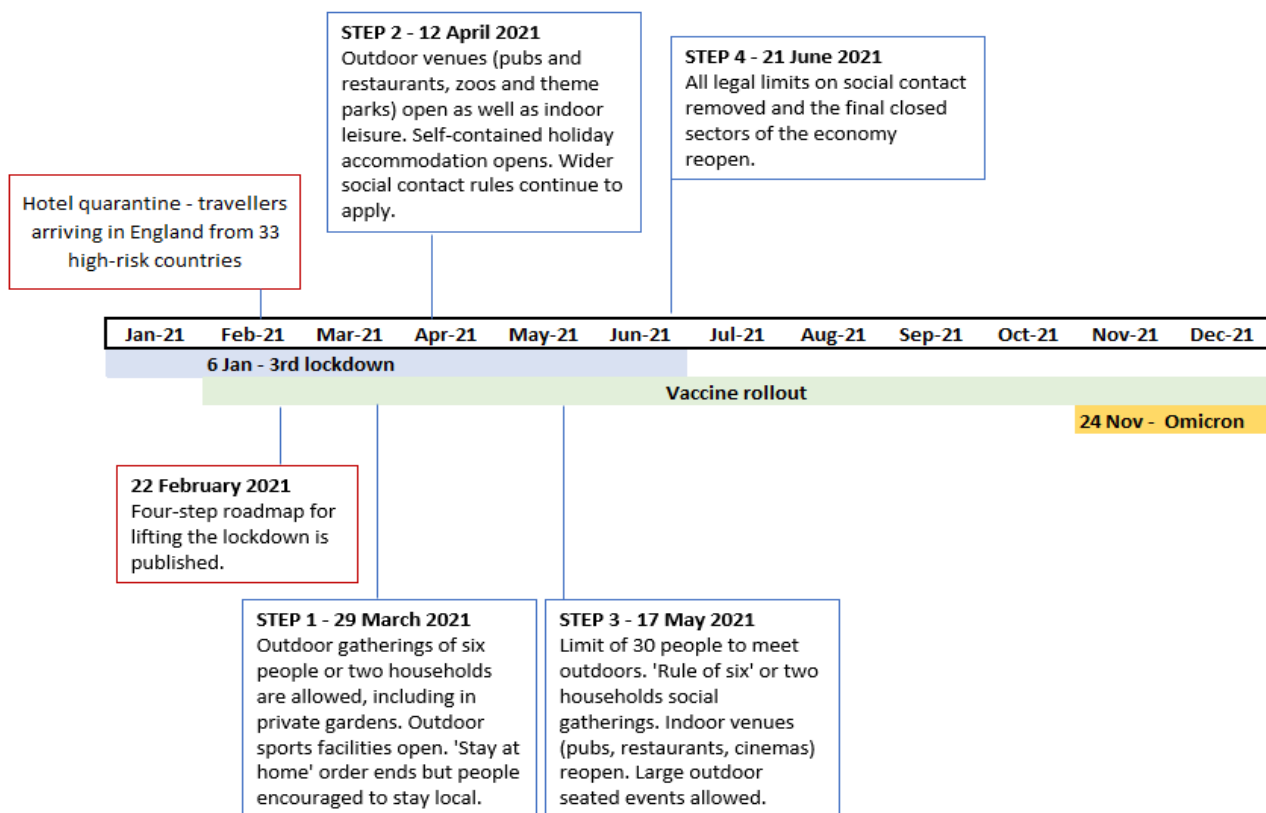 STEP 2 - 12 April 2021
Outdoor venues (pubs and
restaurants, zoos and theme
parks) open as well as indoor
leisure. Self-contained holiday
accommodation opens. Wider
social contact rules continue to
apply.
STEP 4 - 21 June 2021
All legal limits on social contact
removed and the final closed
sectors of the economy
reopen.
Hotel quarantine - travellers
arriving in England from 33
high-risk countries
Jan-21 Feb-21 Mar-21 Apr-21 May-21 Jun-21 Jul-21 Aug-21 Sep-21 Oct-21 Nov-21 Dec-21
6 Jan - 3rd lockdown
Vaccine rollout
24 Nov - Omicron
22 February 2021
Four-step roadmap for
lifting the lockdown is
published.
STEP 1 - 29 March 2021
Outdoor gatherings of six
people or two households
are allowed, including in
private gardens. Outdoor
sports facilities open. 'Stay at
home' order ends but people
encouraged to stay local.
STEP 3 - 17 May 2021
Limit of 30 people to meet
outdoors. 'Rule of six' or two
households social
gatherings. Indoor venues
(pubs, restaurants, cinemas)
reopen. Large outdoor
seated events allowed.